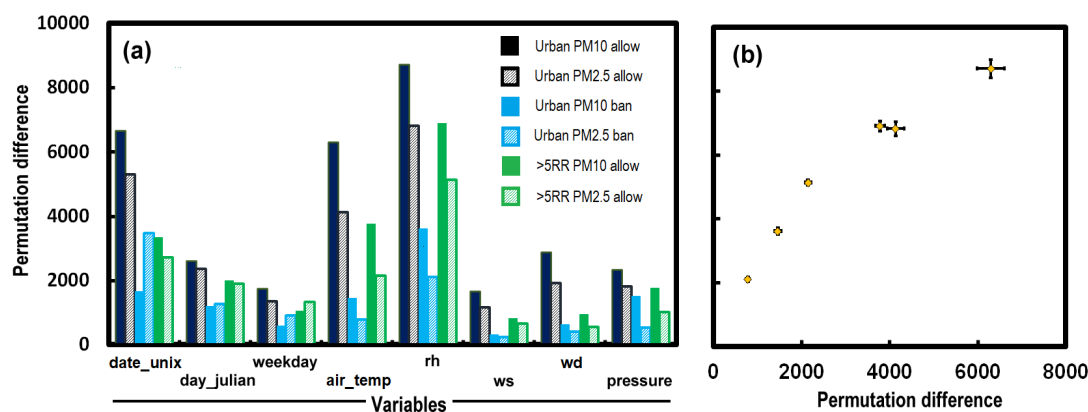 10000
8000
6000
4000
2000
0
Permutation difference
(a)
Urban PM10 allow
Urban PM2.5 allow
Urban PM10 ban
Urban PM2.5 ban
>5RR PM10 allow
>5RR PM2.5 allow
date_unix
day_julian
weekday
air_temp
rh
ws
wd
pressure
Variables
(b)
0 2000 4000 6000 8000
Permutation difference